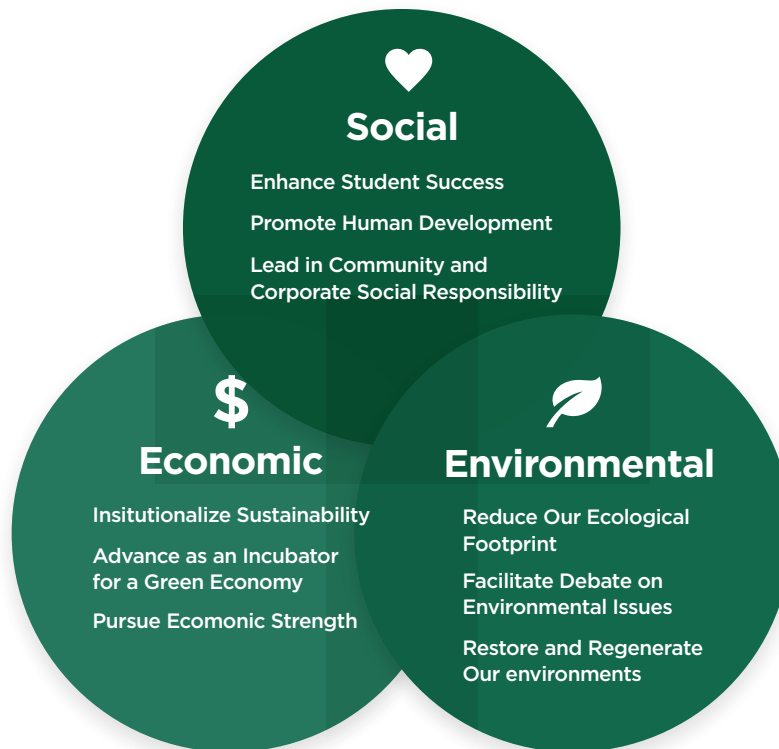 Social
Enhance Student Success
Promote Human Development
Lead in Community and
Corporate Social Responsibility
$
Economic
Insitutionalize Sustainability
Advance as an Incubator
for a Green Economy
Pursue Ecomonic Strength
Environmental
Reduce Our Ecological
Footprint
Facilitate Debate on
Environmental Issues
Restore and Regenerate
Our environments